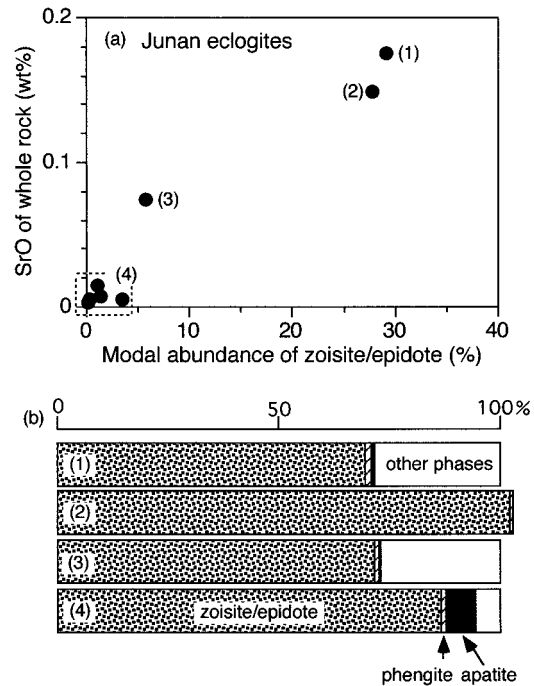 (a) Junan eclogites
SrO of whole rock (wt%)
0.2
0.1
0
(1)
(2)
(3)
(4)
0 10 20 30 40
Modal abundance of zoisite/epidote (%)
(b)
0 50 100%
(1) other phases
(2)
(3)
(4) zoisite/epidote
phengite apatite